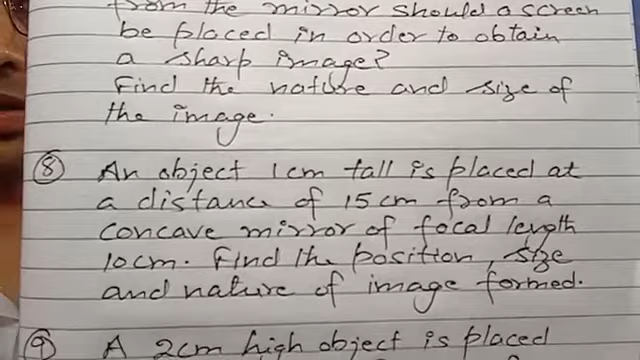 from the mirror should a screen
be placed in order to obtain
a sharp image?
Find the nature and size of
the image.
⑧ An object 1cm tall is placed at
a distance of 15cm from a
concave mirror of focal length
10cm. Find the position, size
and nature of image formed.
⑨ A 2cm high object is placed